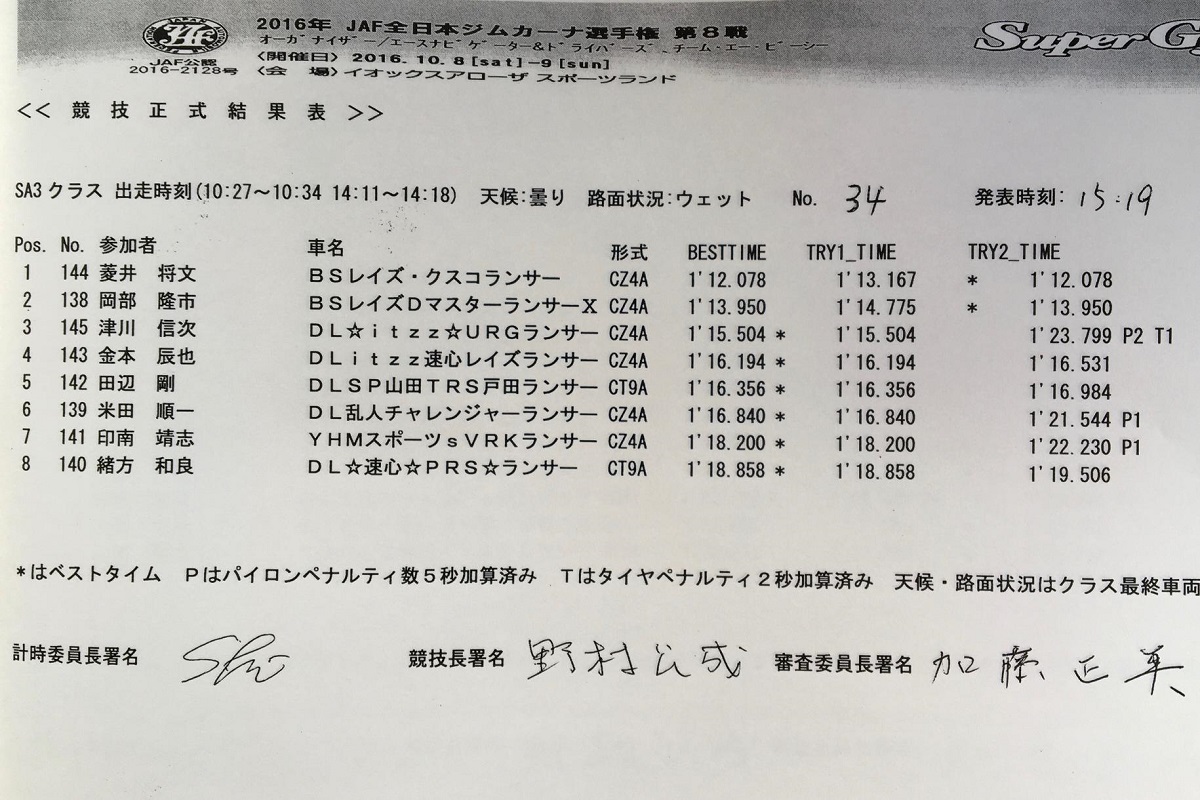 2016年 JAF全日本ジムカーナ選手権 第8戦
オーガナイザー/エースナビゲーター&ドライバーズ、チーム・エー・ピーシー
<開催日> 2016. 10. 8[sat]-9[sun]
<会 場> イオックスアローザ スポーツランド
JAF公認
2016-2128号
Super G
<< 競 技 正 式 結 果 表 >>
SA3クラス 出走時刻(10:27～10:34 14:11～14:18) 天候:曇り 路面状況:ウェット No. 34 発表時刻: 15:19
Pos. No. 参加者 車名 形式 BESTTIME TRY1_TIME TRY2_TIME
1 144 菱井 将文 BSレイズ・クスコランサー CZ4A 1'12.078 1'13.167 * 1'12.078
2 138 岡部 隆市 BSレイズDマスターランサーX CZ4A 1'13.950 1'14.775 * 1'13.950
3 145 津川 信次 DL☆itzz☆URGランサー CZ4A 1'15.504 * 1'15.504 1'23.799 P2 T1
4 143 金本 辰也 DLitzz速心レイズランサー CZ4A 1'16.194 * 1'16.194 1'16.531
5 142 田辺 剛 DLSP山田TRS戸田ランサー CT9A 1'16.356 * 1'16.356 1'16.984
6 139 米田 順一 DL乱人チャレンジャーランサー CZ4A 1'16.840 * 1'16.840 1'21.544 P1
7 141 印南 靖志 YHMスポーツsVRKランサー CZ4A 1'18.200 * 1'18.200 1'22.230 P1
8 140 緒方 和良 DL☆速心☆PRS☆ランサー CT9A 1'18.858 * 1'18.858 1'19.506
*はベストタイム Pはパイロンペナルティ数5秒加算済み Tはタイヤペナルティ2秒加算済み 天候・路面状況はクラス最終車両
計時委員長署名 競技長署名 野村公成 審査委員長署名 加藤正美